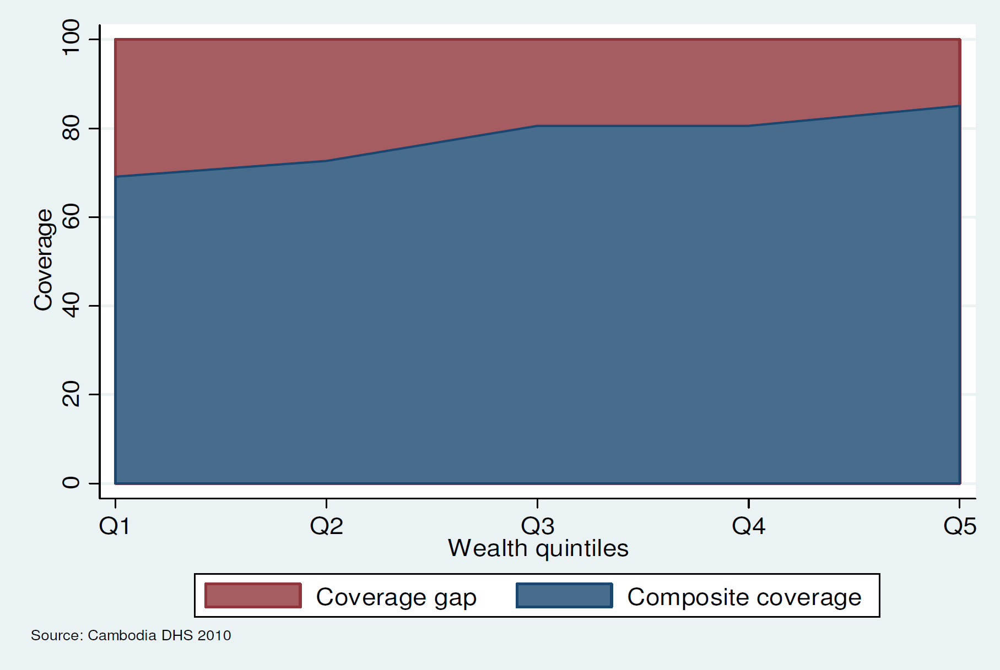 100
80
60
40
20
0
Coverage
Q1 Q2 Q3 Q4 Q5
Wealth quintiles
Coverage gap Composite coverage
Source: Cambodia DHS 2010